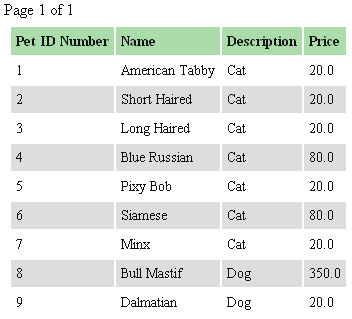 Page 1 of 1
Pet ID Number Name Description Price
1 American Tabby Cat 20.0
2 Short Haired Cat 20.0
3 Long Haired Cat 20.0
4 Blue Russian Cat 80.0
5 Pixy Bob Cat 20.0
6 Siamese Cat 80.0
7 Minx Cat 20.0
8 Bull Mastif Dog 350.0
9 Dalmatian Dog 20.0